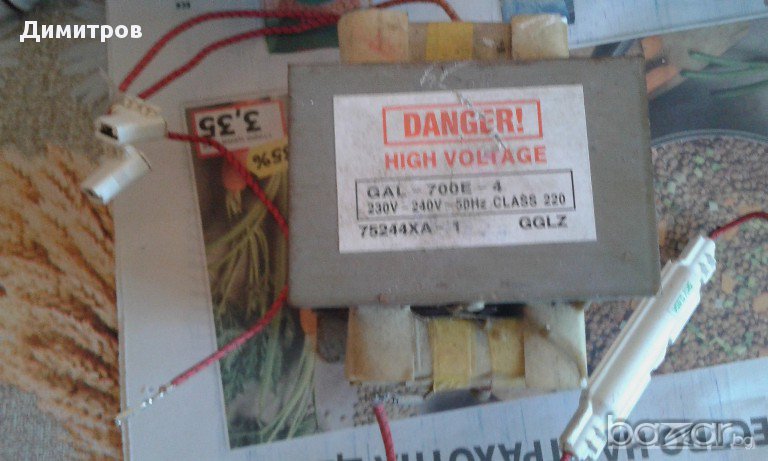 Димитров
3,35
35%
DANGER!
HIGH VOLTAGE
GAL-700E-4
230V-240V-50Hz CLASS 220
75244XA-1 GGLZ
bazar.bg